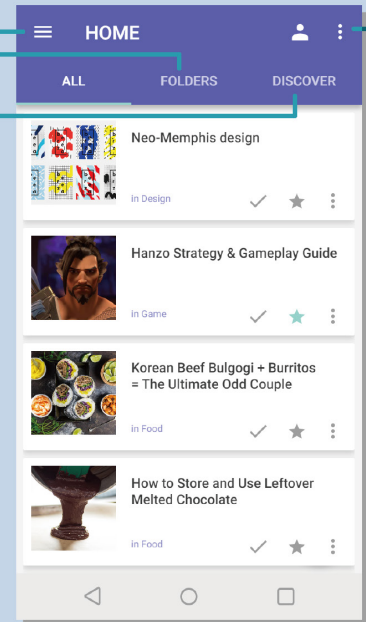 HOME
ALL
FOLDERS
DISCOVER
Neo-Memphis design
in Design
Hanzo Strategy & Gameplay Guide
in Game
Korean Beef Bulgogi + Burritos
= The Ultimate Odd Couple
in Food
How to Store and Use Leftover
Melted Chocolate
in Food